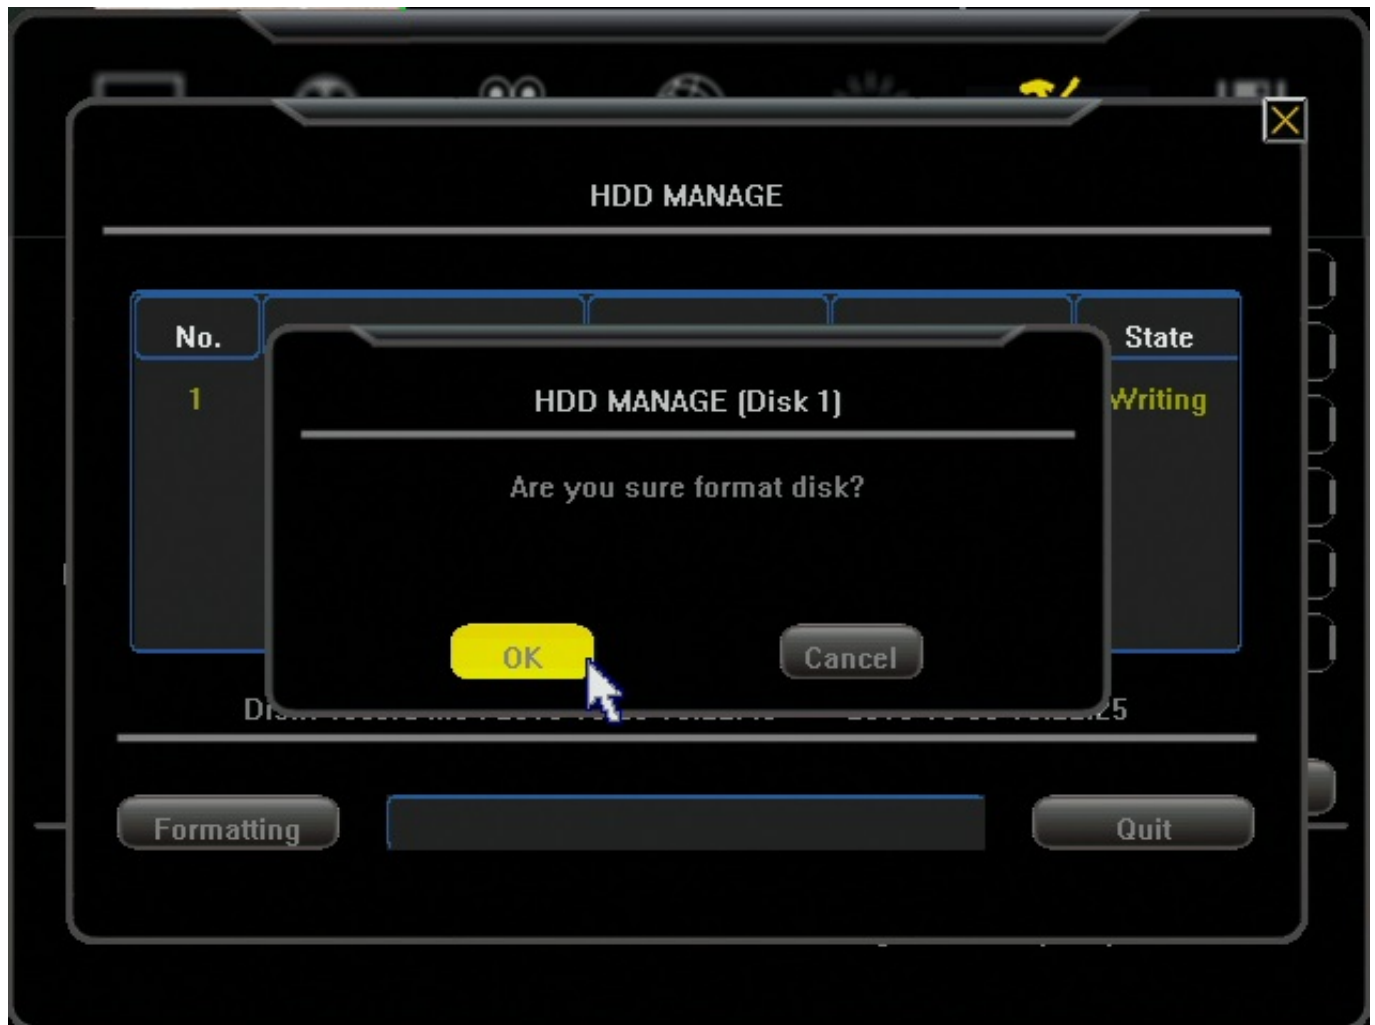 HDD MANAGE
No.
State
1
Writing
HDD MANAGE (Disk 1)
Are you sure format disk?
OK
Cancel
Formatting
Quit